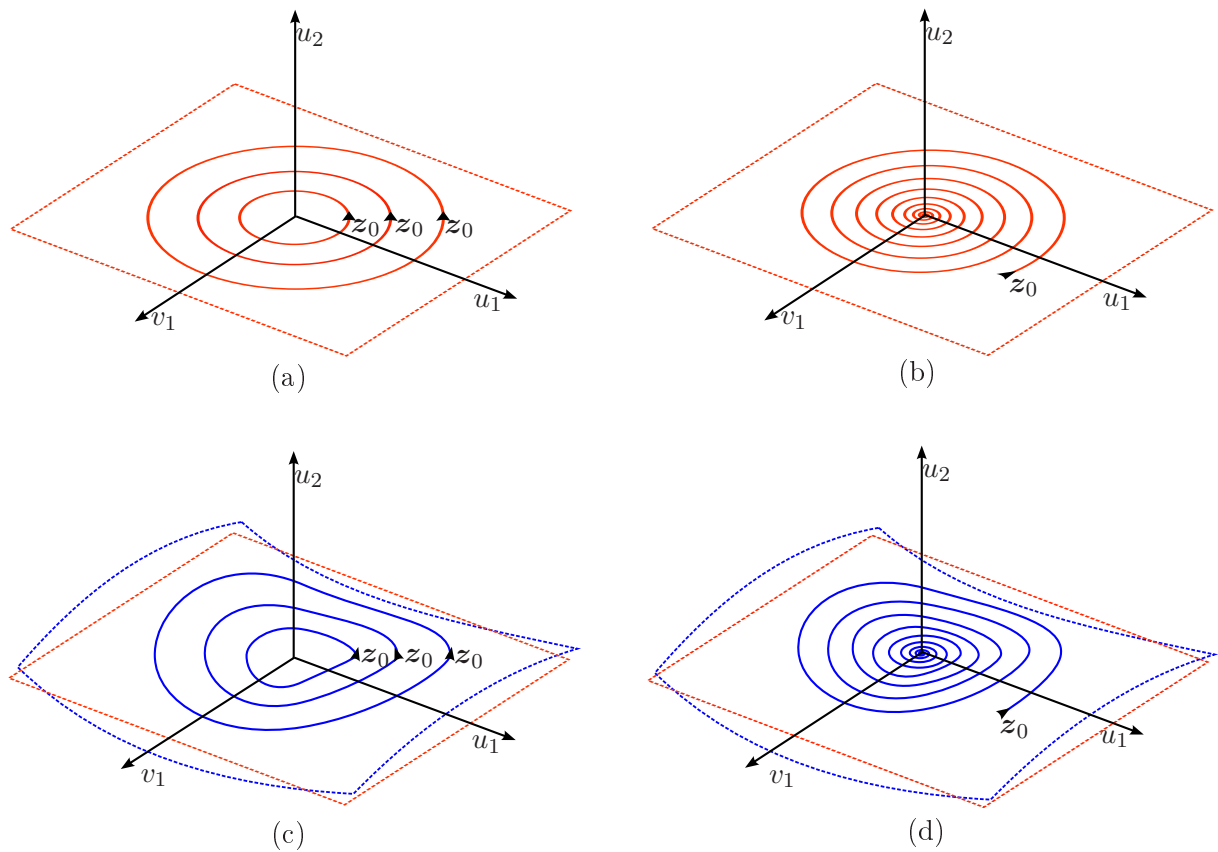 u₂
z₀ z₀ z₀
v₁ u₁
(a)
u₂
z₀
v₁ u₁
(b)
u₂
z₀ z₀ z₀
v₁ u₁
(c)
u₂
z₀
v₁ u₁
(d)